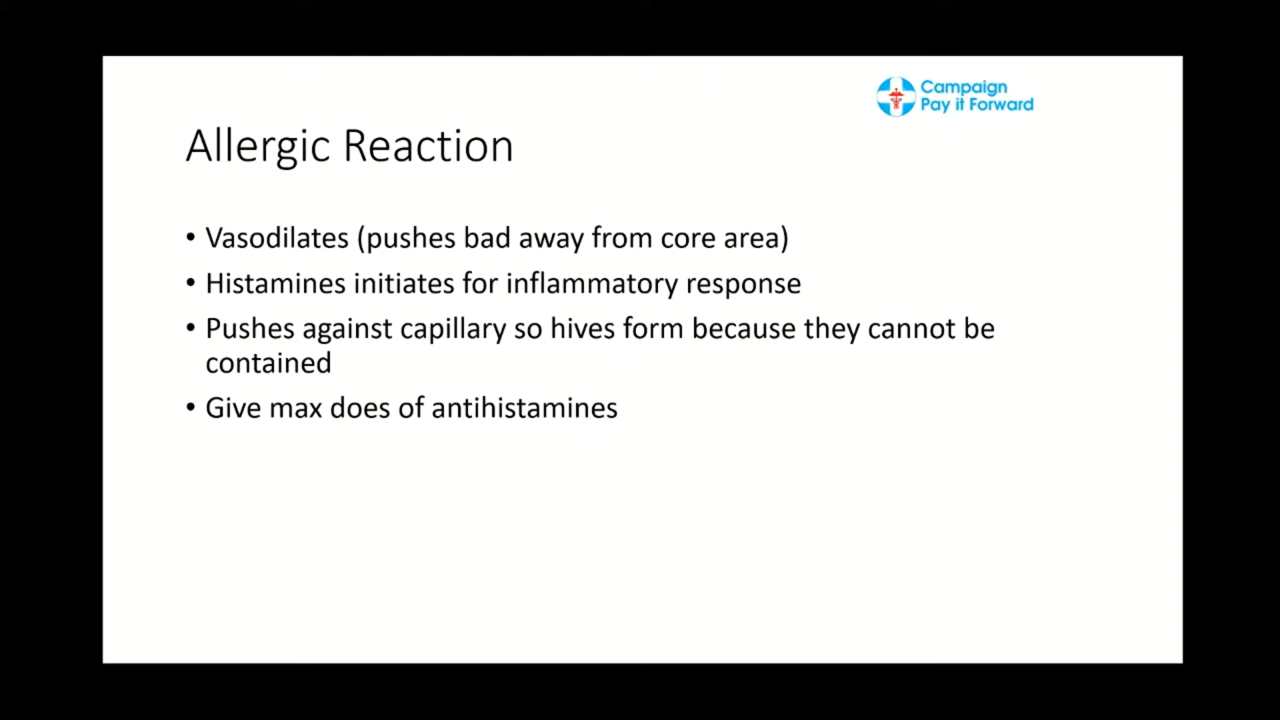 Campaign
Pay it Forward
Allergic Reaction
• Vasodilates (pushes bad away from core area)
• Histamines initiates for inflammatory response
• Pushes against capillary so hives form because they cannot be
contained
• Give max does of antihistamines